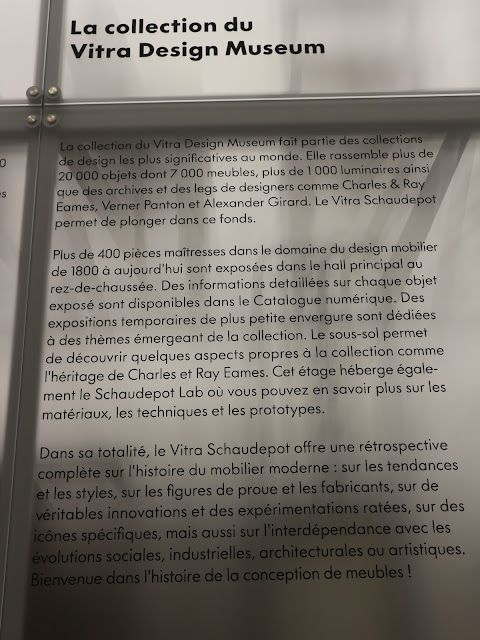 La collection du
Vitra Design Museum
La collection du Vitra Design Museum fait partie des collections
de design les plus significatives au monde. Elle rassemble plus de
20 000 objets dont 7 000 meubles, plus de 1 000 luminaires ainsi
que des archives et des legs de designers comme Charles & Ray
Eames, Verner Panton et Alexander Girard. Le Vitra Schaudepot
permet de plonger dans ce fonds.
Plus de 400 pièces maîtresses dans le domaine du design mobilier
de 1800 à aujourd'hui sont exposées dans le hall principal au
rez-de-chaussée. Des informations detaillées sur chaque objet
exposé sont disponibles dans le Catalogue numérique. Des
expositions temporaires de plus petite envergure sont dédiées
à des thèmes émergeant de la collection. Le sous-sol permet
de découvrir quelques aspects propres à la collection comme
l'héritage de Charles et Ray Eames. Cet étage héberge égale-
ment le Schaudepot Lab où vous pouvez en savoir plus sur les
matériaux, les techniques et les prototypes.
Dans sa totalité, le Vitra Schaudepot offre une rétrospective
complète sur l'histoire du mobilier moderne : sur les tendances
et les styles, sur les figures de proue et les fabricants, sur de
véritables innovations et des expérimentations ratées, sur des
icônes spécifiques, mais aussi sur l'interdépendance avec les
évolutions sociales, industrielles, architecturales ou artistiques.
Bienvenue dans l'histoire de la conception de meubles !